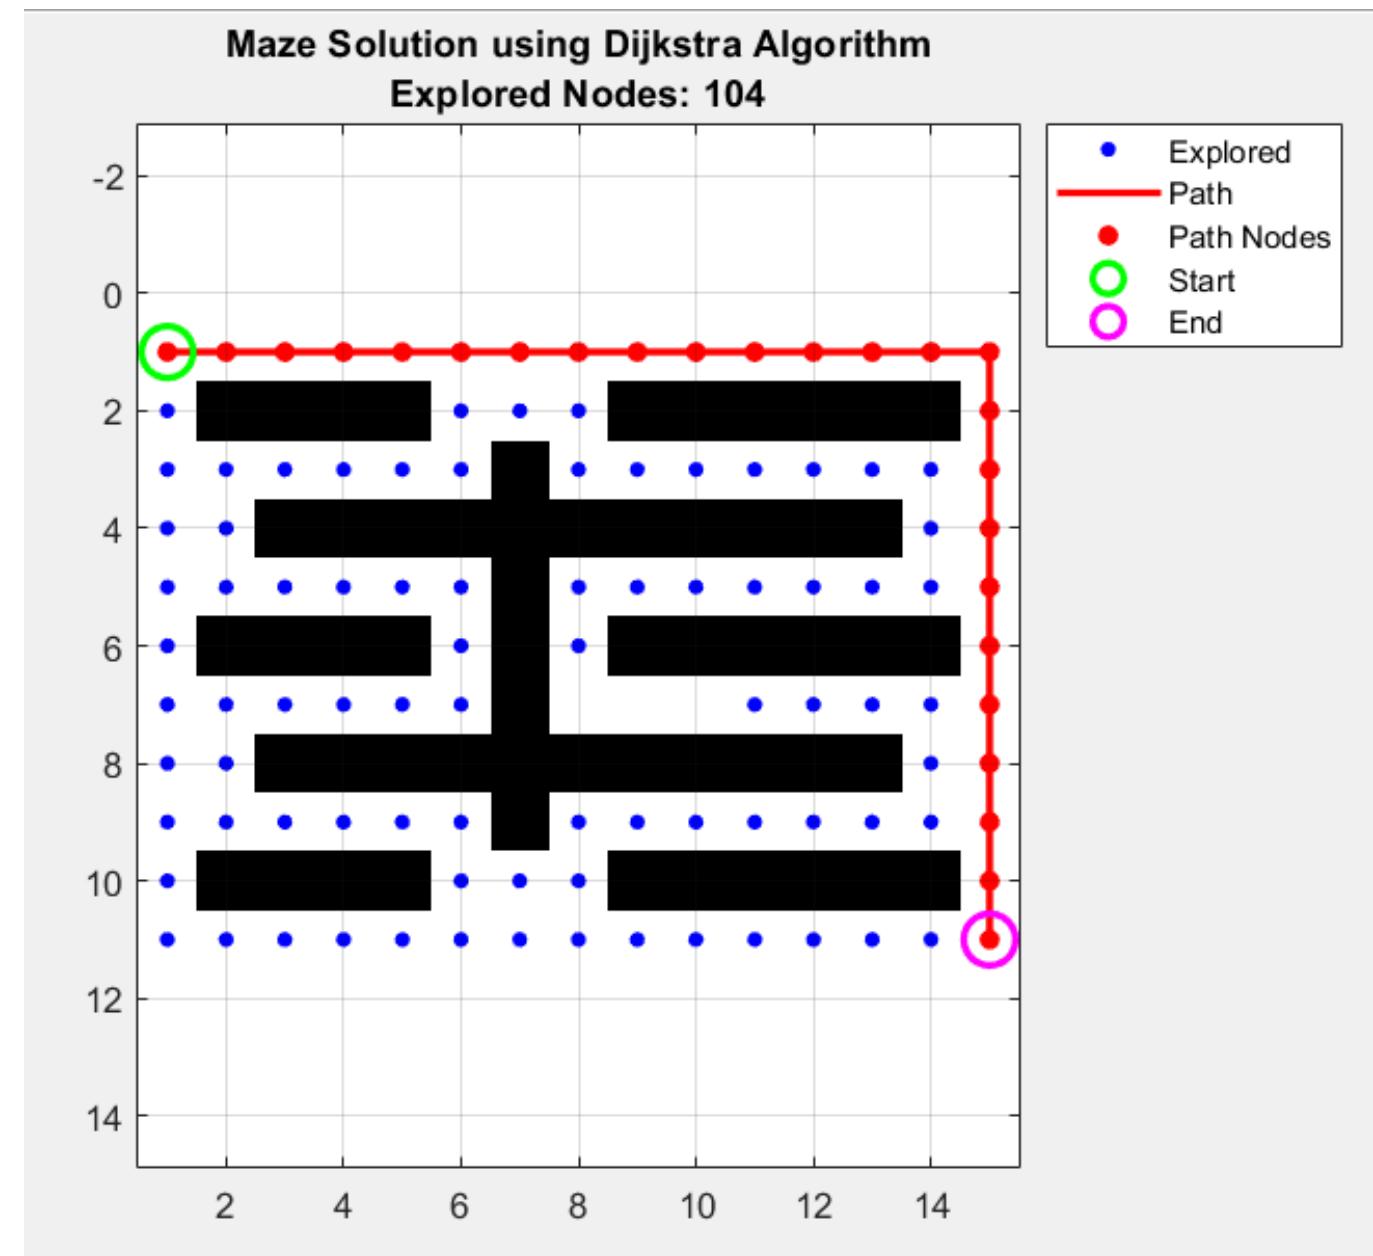 Maze Solution using Dijkstra Algorithm
Explored Nodes: 104
Explored
Path
Path Nodes
Start
End
-2
0
2
4
6
8
10
12
14
2 4 6 8 10 12 14